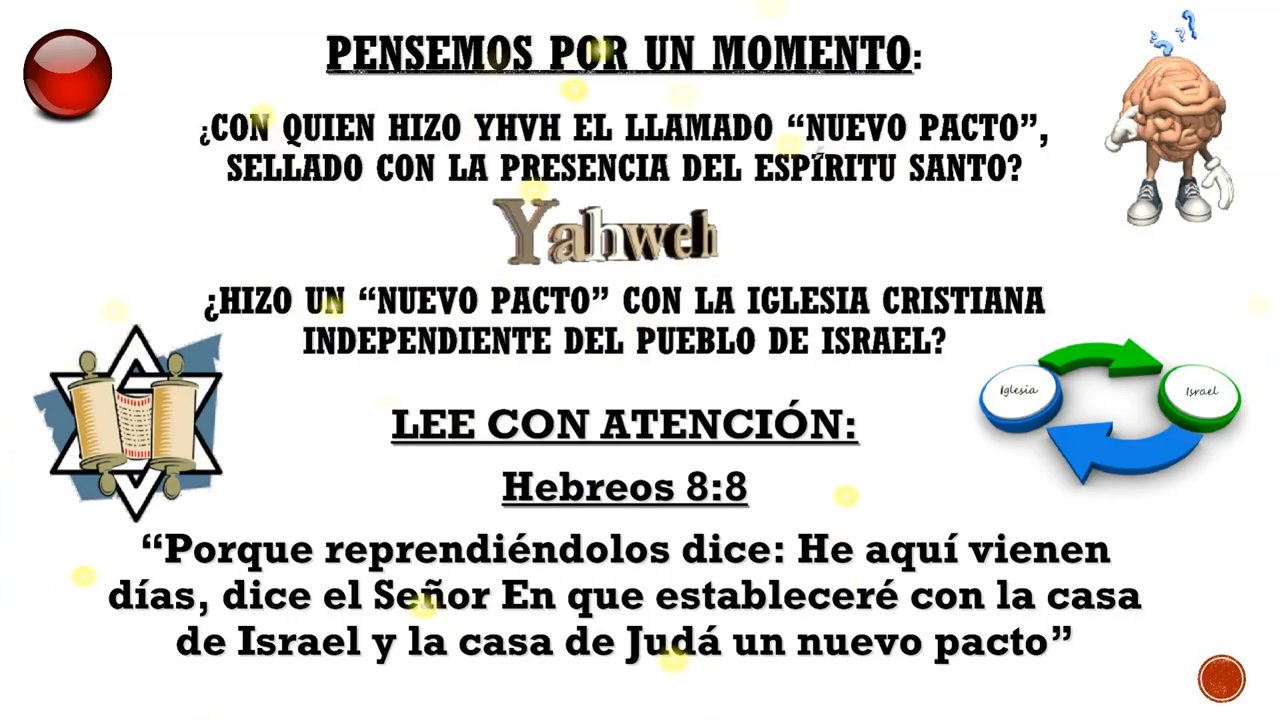 PENSEMOS POR UN MOMENTO:
¿CON QUIEN HIZO YHVH EL LLAMADO “NUEVO PACTO”,
SELLADO CON LA PRESENCIA DEL ESPÍRITU SANTO?
Yahweh
¿HIZO UN “NUEVO PACTO” CON LA IGLESIA CRISTIANA
INDEPENDIENTE DEL PUEBLO DE ISRAEL?
Iglesia
Israel
LEE CON ATENCIÓN:
Hebreos 8:8
“Porque reprendiéndolos dice: He aquí vienen
días, dice el Señor En que estableceré con la casa
de Israel y la casa de Judá un nuevo pacto”